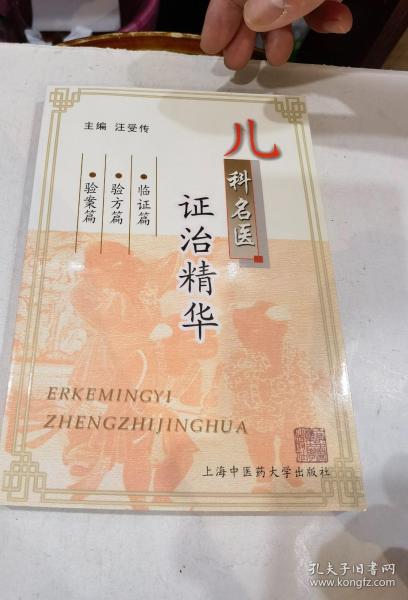 主编 汪受传
儿
科名医
证治精华
●临证篇
●验方篇
●验案篇
ERKEMINGYI
ZHENGZHIJINGHUA
上海中医药大学出版社
孔夫子旧书网
www.kongfz.com